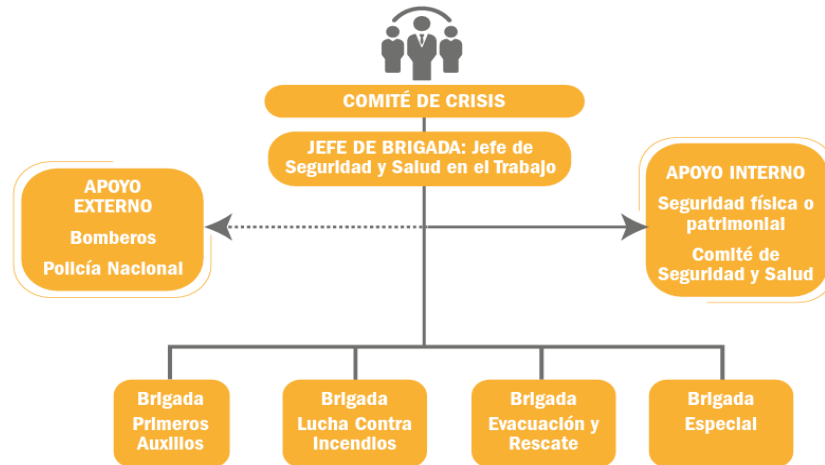 COMITÉ DE CRISIS
JEFE DE BRIGADA: Jefe de
Seguridad y Salud en el Trabajo
APOYO
EXTERNO
Bomberos
Policía Nacional
APOYO INTERNO
Seguridad física o
patrimonial
Comité de
Seguridad y Salud
Brigada
Primeros
Auxilios
Brigada
Lucha Contra
Incendios
Brigada
Evacuación y
Rescate
Brigada
Especial